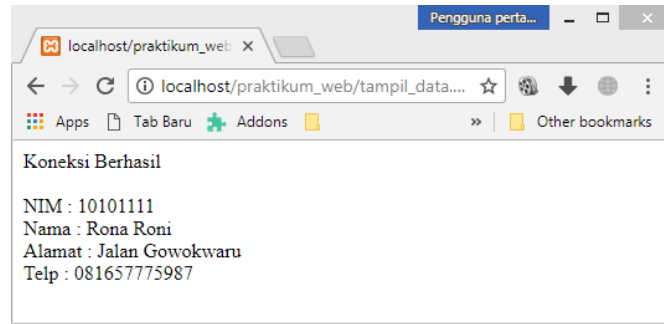 Pengguna perta...
localhost/praktikum_web
localhost/praktikum_web/tampil_data....
Apps Tab Baru Addons » Other bookmarks
Koneksi Berhasil
NIM : 10101111
Nama : Rona Roni
Alamat : Jalan Gowokwaru
Telp : 081657775987